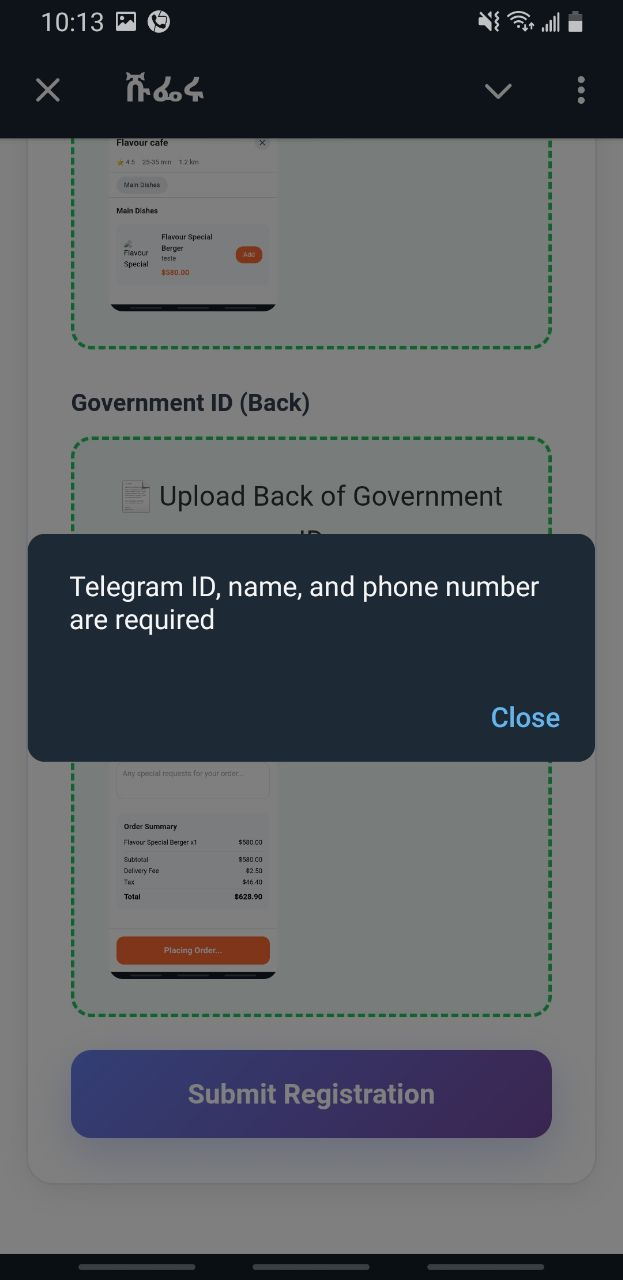 10:13
ሹፌሩ
Flavour cafe
4.5 25-35 min 1.2 km
Main Dishes
Main Dishes
Flavour Special
Berger
teste
$580.00
Flavour
Special
Add
Government ID (Back)
Upload Back of Government
ID
Telegram ID, name, and phone number
are required
Close
Any special requests for your order...
Order Summary
Flavour Special Berger x1 $580.00
Subtotal $580.00
Delivery Fee $2.50
Tax $46.40
Total $628.90
Placing Order...
Submit Registration